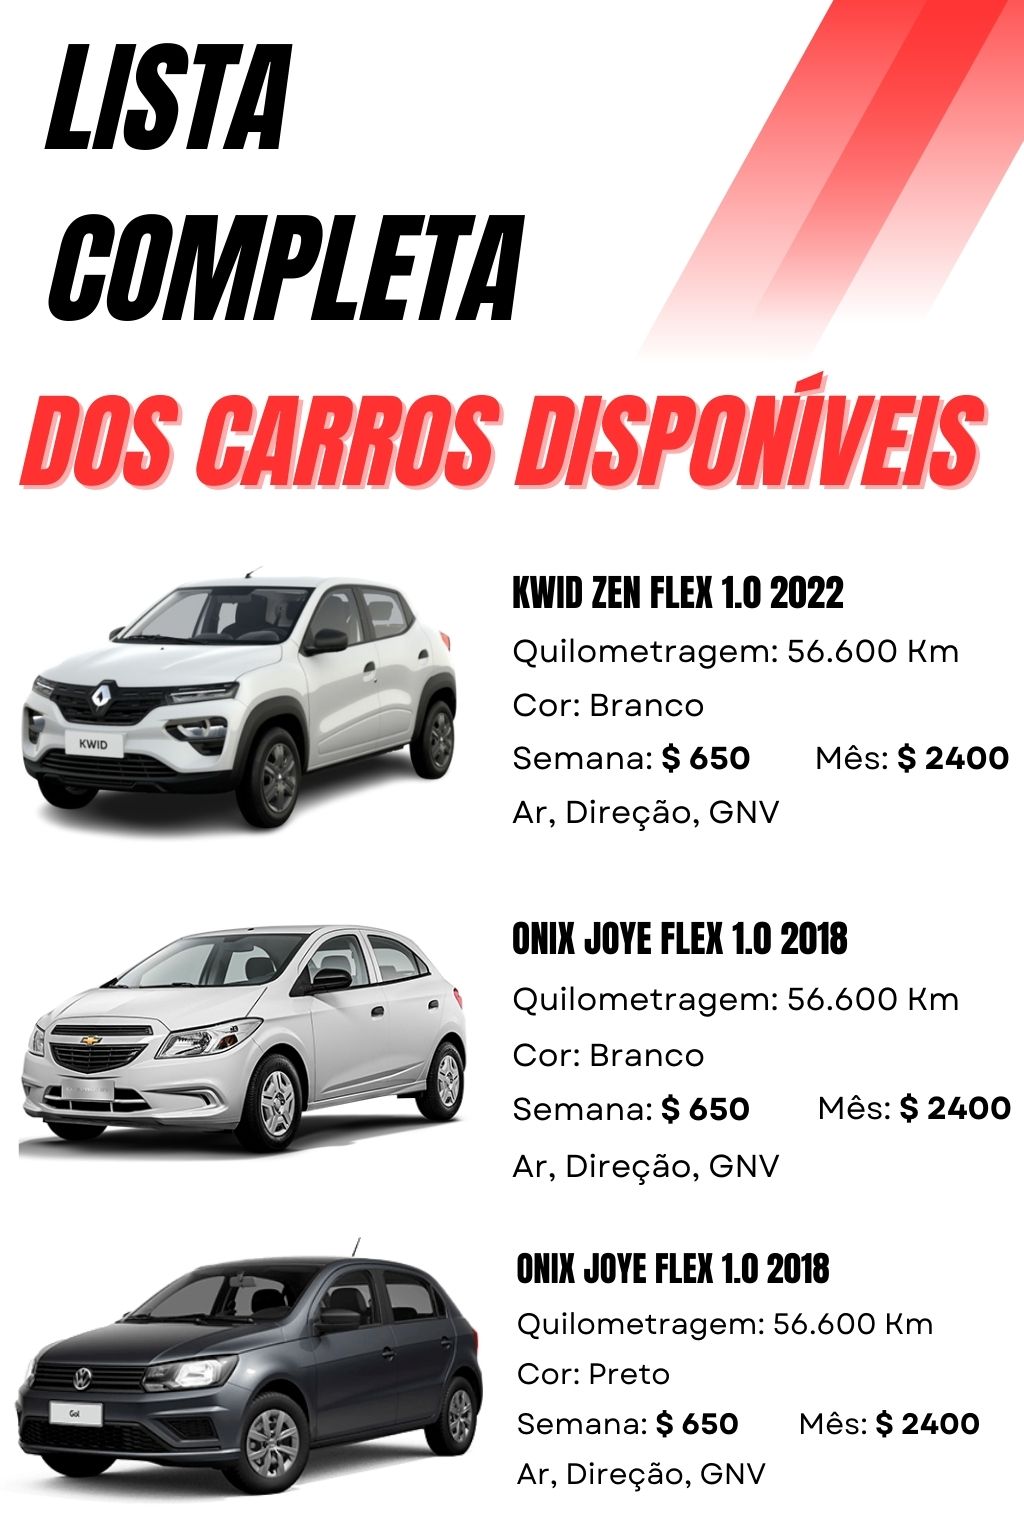 LISTA
COMPLETA
DOS CARROS DISPONÍVEIS
KWID ZEN FLEX 1.0 2022
Quilometragem: 56.600 Km
Cor: Branco
Semana: $ 650 Mês: $ 2400
Ar, Direção, GNV
KWID
ONIX JOYE FLEX 1.0 2018
Quilometragem: 56.600 Km
Cor: Branco
Semana: $ 650 Mês: $ 2400
Ar, Direção, GNV
ONIX JOYE FLEX 1.0 2018
Quilometragem: 56.600 Km
Cor: Preto
Semana: $ 650 Mês: $ 2400
Ar, Direção, GNV
Gol